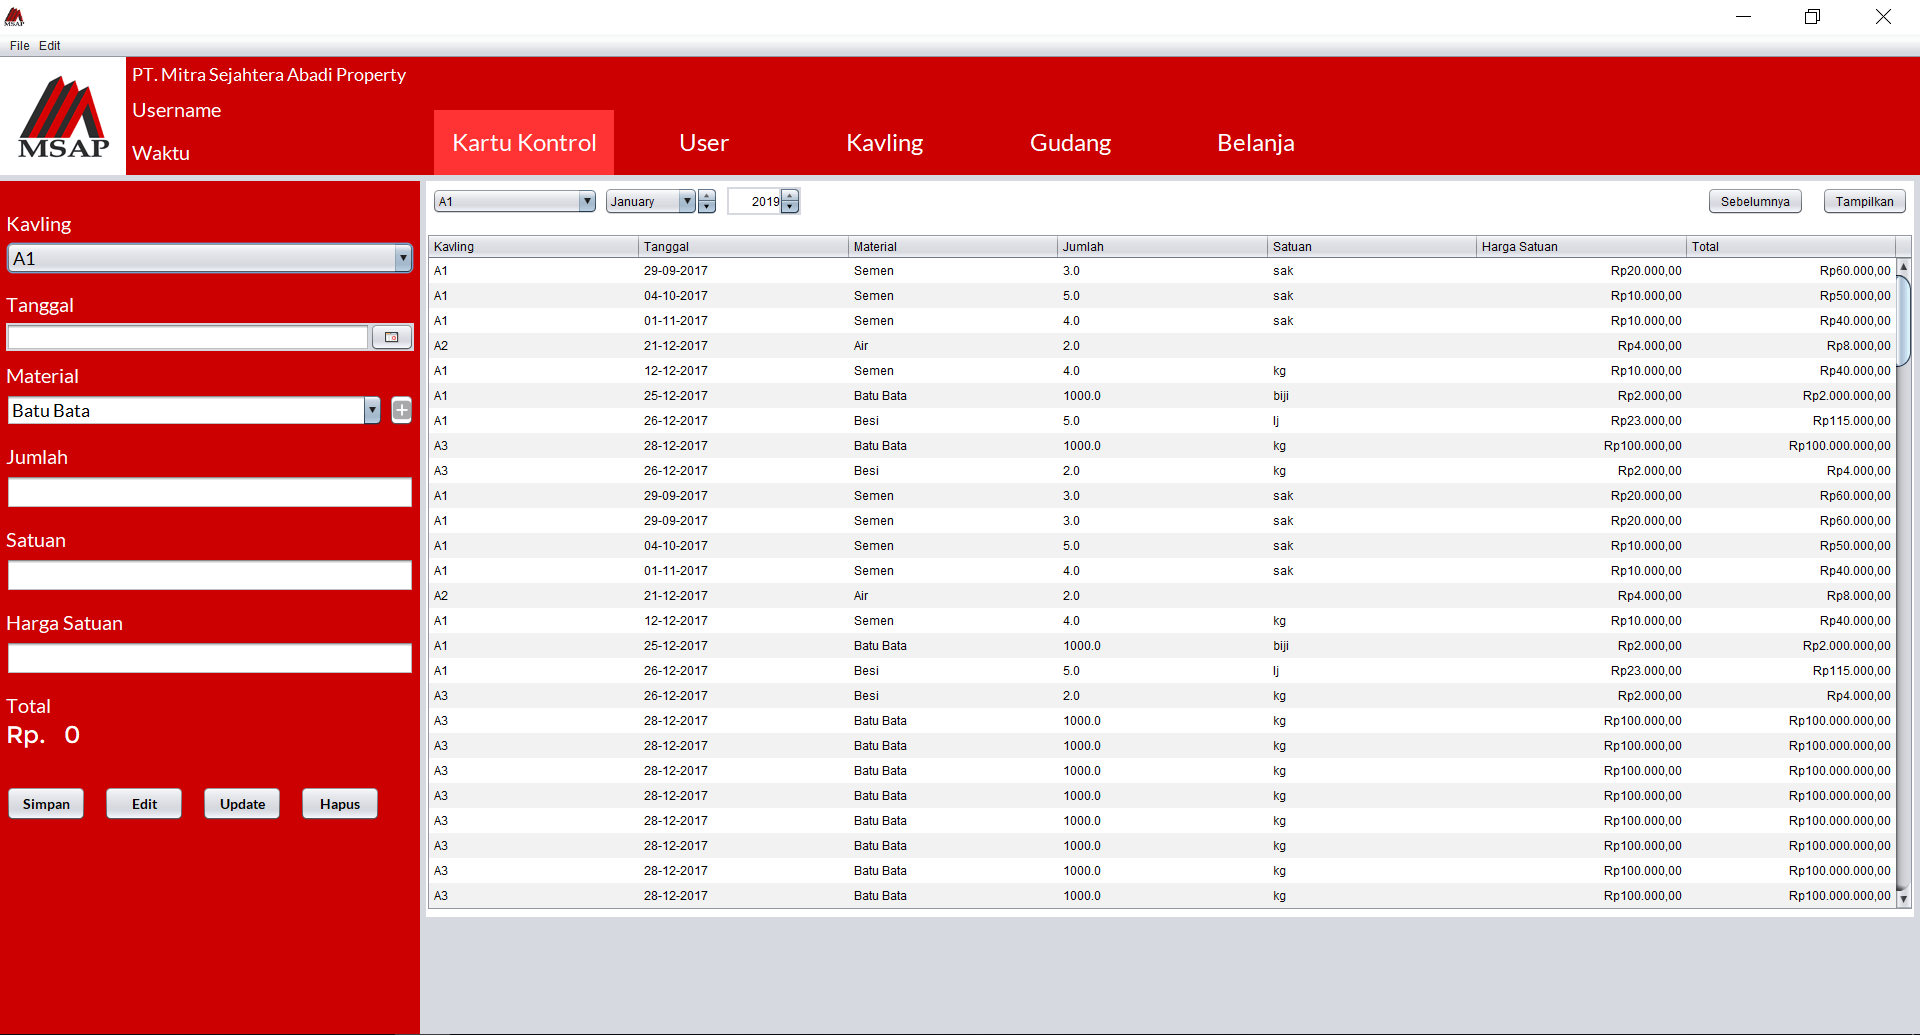 MSAP
File Edit
MSAP
PT. Mitra Sejahtera Abadi Property
Username
Waktu
Kartu Kontrol User Kavling Gudang Belanja
Kavling
A1
Tanggal
Material
Batu Bata
Jumlah
Satuan
Harga Satuan
Total
Rp. 0
Simpan Edit Update Hapus
A1 January 2019 Sebelumnya Tampilkan
Kavling Tanggal Material Jumlah Satuan Harga Satuan Total
A1 29-09-2017 Semen 3.0 sak Rp20.000,00 Rp60.000,00
A1 04-10-2017 Semen 5.0 sak Rp10.000,00 Rp50.000,00
A1 01-11-2017 Semen 4.0 sak Rp10.000,00 Rp40.000,00
A2 21-12-2017 Air 2.0 Rp4.000,00 Rp8.000,00
A1 12-12-2017 Semen 4.0 kg Rp10.000,00 Rp40.000,00
A1 25-12-2017 Batu Bata 1000.0 biji Rp2.000,00 Rp2.000.000,00
A1 26-12-2017 Besi 5.0 lj Rp23.000,00 Rp115.000,00
A3 28-12-2017 Batu Bata 1000.0 kg Rp100.000,00 Rp100.000.000,00
A3 26-12-2017 Besi 2.0 kg Rp2.000,00 Rp4.000,00
A1 29-09-2017 Semen 3.0 sak Rp20.000,00 Rp60.000,00
A1 29-09-2017 Semen 3.0 sak Rp20.000,00 Rp60.000,00
A1 04-10-2017 Semen 5.0 sak Rp10.000,00 Rp50.000,00
A1 01-11-2017 Semen 4.0 sak Rp10.000,00 Rp40.000,00
A2 21-12-2017 Air 2.0 Rp4.000,00 Rp8.000,00
A1 12-12-2017 Semen 4.0 kg Rp10.000,00 Rp40.000,00
A1 25-12-2017 Batu Bata 1000.0 biji Rp2.000,00 Rp2.000.000,00
A1 26-12-2017 Besi 5.0 lj Rp23.000,00 Rp115.000,00
A3 26-12-2017 Besi 2.0 kg Rp2.000,00 Rp4.000,00
A3 28-12-2017 Batu Bata 1000.0 kg Rp100.000,00 Rp100.000.000,00
A3 28-12-2017 Batu Bata 1000.0 kg Rp100.000,00 Rp100.000.000,00
A3 28-12-2017 Batu Bata 1000.0 kg Rp100.000,00 Rp100.000.000,00
A3 28-12-2017 Batu Bata 1000.0 kg Rp100.000,00 Rp100.000.000,00
A3 28-12-2017 Batu Bata 1000.0 kg Rp100.000,00 Rp100.000.000,00
A3 28-12-2017 Batu Bata 1000.0 kg Rp100.000,00 Rp100.000.000,00
A3 28-12-2017 Batu Bata 1000.0 kg Rp100.000,00 Rp100.000.000,00
A3 28-12-2017 Batu Bata 1000.0 kg Rp100.000,00 Rp100.000.000,00